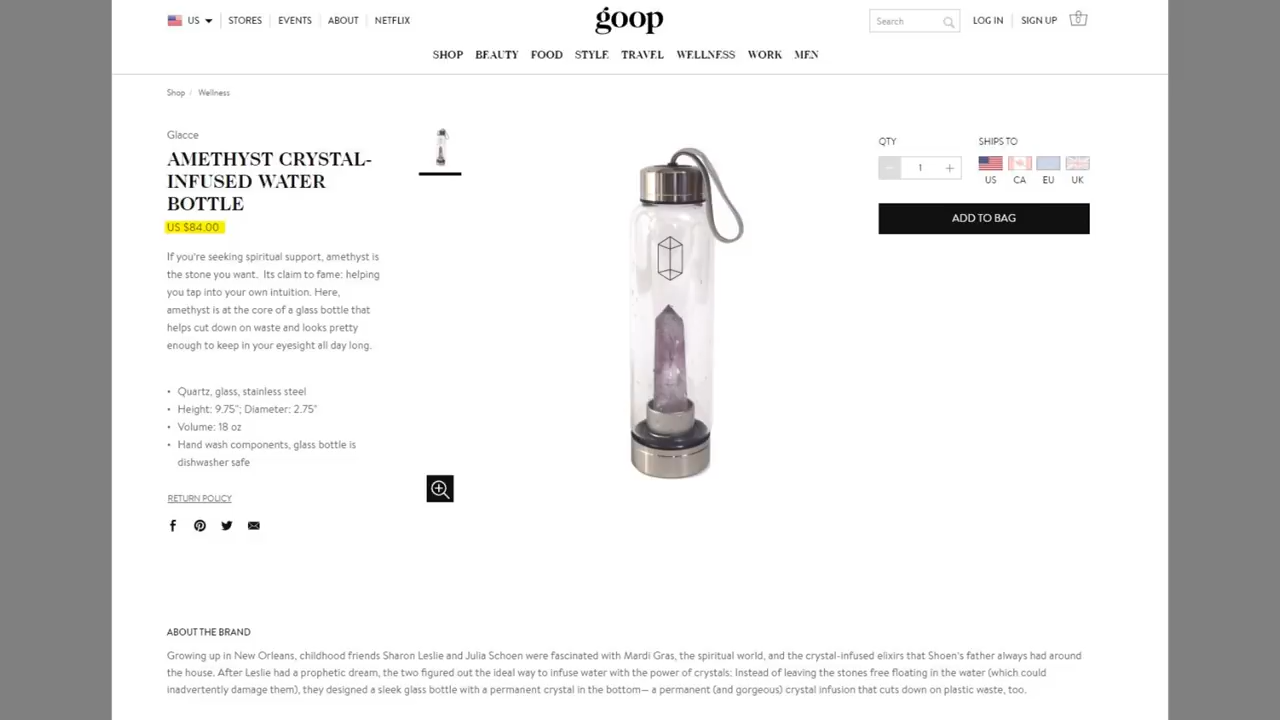 US
STORES
EVENTS
ABOUT
NETFLIX
goop
Search
LOG IN
SIGN UP
0
SHOP
BEAUTY
FOOD
STYLE
TRAVEL
WELLNESS
WORK
MEN
Shop / Wellness
Glacce
AMETHYST CRYSTAL-
INFUSED WATER
BOTTLE
US $84.00
If you're seeking spiritual support, amethyst is
the stone you want. Its claim to fame: helping
you tap into your own intuition. Here,
amethyst is at the core of a glass bottle that
helps cut down on waste and looks pretty
enough to keep in your eyesight all day long.
• Quartz, glass, stainless steel
• Height: 9.75"; Diameter: 2.75"
• Volume: 18 oz
• Hand wash components, glass bottle is
dishwasher safe
RETURN POLICY
QTY
- 1 +
SHIPS TO
US
CA
EU
UK
ADD TO BAG
ABOUT THE BRAND
Growing up in New Orleans, childhood friends Sharon Leslie and Julia Schoen were fascinated with Mardi Gras, the spiritual world, and the crystal-infused elixirs that Shoen's father always had around
the house. After Leslie had a prophetic dream, the two figured out the ideal way to infuse water with the power of crystals: Instead of leaving the stones free floating in the water (which could
inadvertently damage them), they designed a sleek glass bottle with a permanent crystal in the bottom— a permanent (and gorgeous) crystal infusion that cuts down on plastic waste, too.